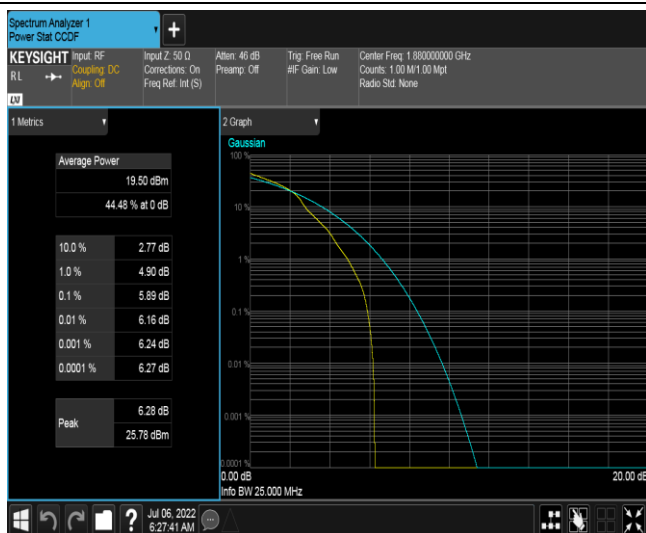 Spectrum Analyzer 1
Power Stat CCDF
+
KEYSIGHT
Input: RF
Input Z: 50 Ω
Atten: 46 dB
Trig: Free Run
Center Freq: 1.880000000 GHz
RL
Coupling: DC
Corrections: On
Preamp: Off
#IF Gain: Low
Counts: 1.00 M/1.00 Mpt
Align: Off
Freq Ref: Int (S)
Radio Std: None
LXI
1 Metrics
Average Power
19.50 dBm
44.48 % at 0 dB
10.0 % 2.77 dB
1.0 % 4.90 dB
0.1 % 5.89 dB
0.01 % 6.16 dB
0.001 % 6.24 dB
0.0001 % 6.27 dB
Peak
6.28 dB
25.78 dBm
2 Graph
Gaussian
100 %
10 %
1 %
0.1 %
0.01 %
0.001 %
0.0001 %
0.00 dB
20.00 dB
Info BW 25.000 MHz
?
Jul 06, 2022
6:27:41 AM